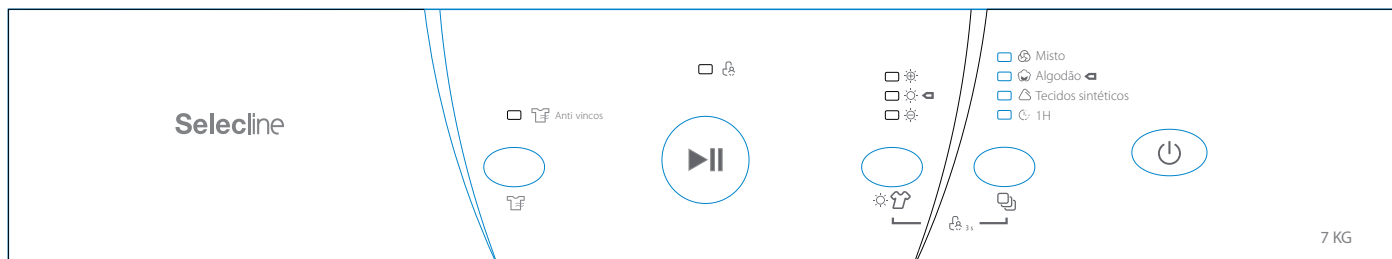 Selecline
Anti vincos
Misto
Algodão
Tecidos sintéticos
1H
3 s
7 KG